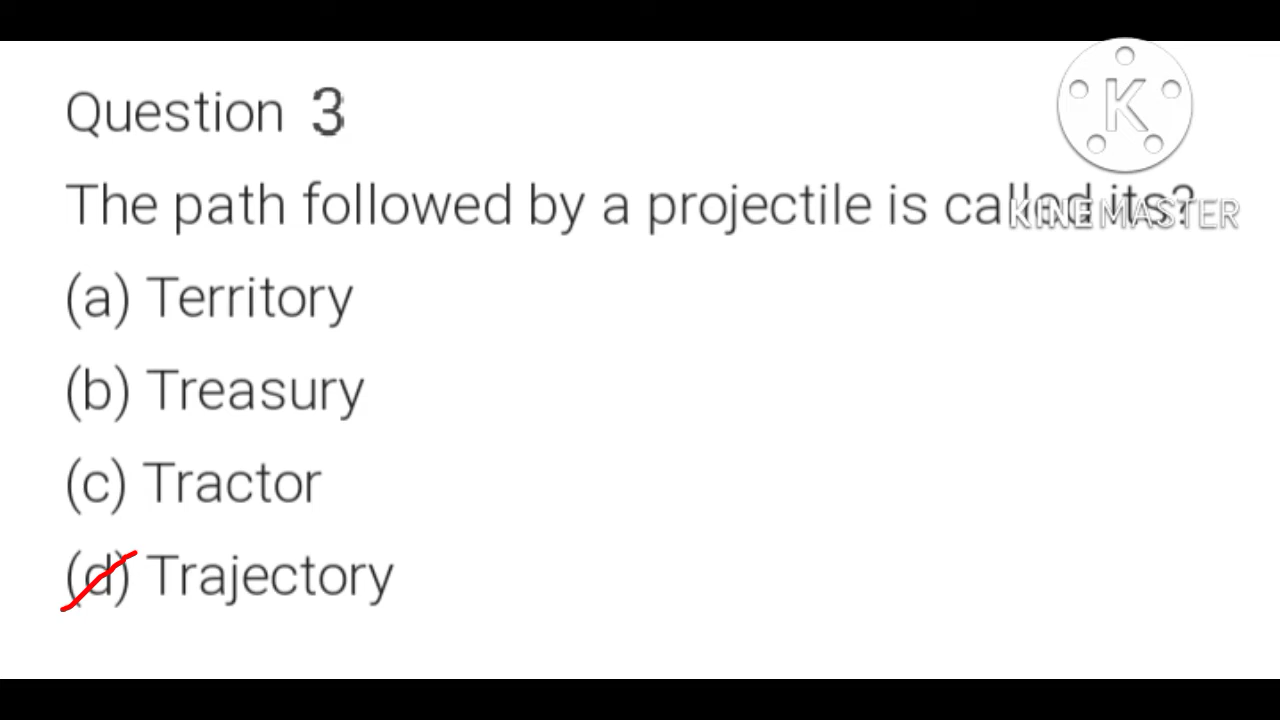 Question 3
The path followed by a projectile is called its?
KINEMASTER
K
(a) Territory
(b) Treasury
(c) Tractor
(d) Trajectory